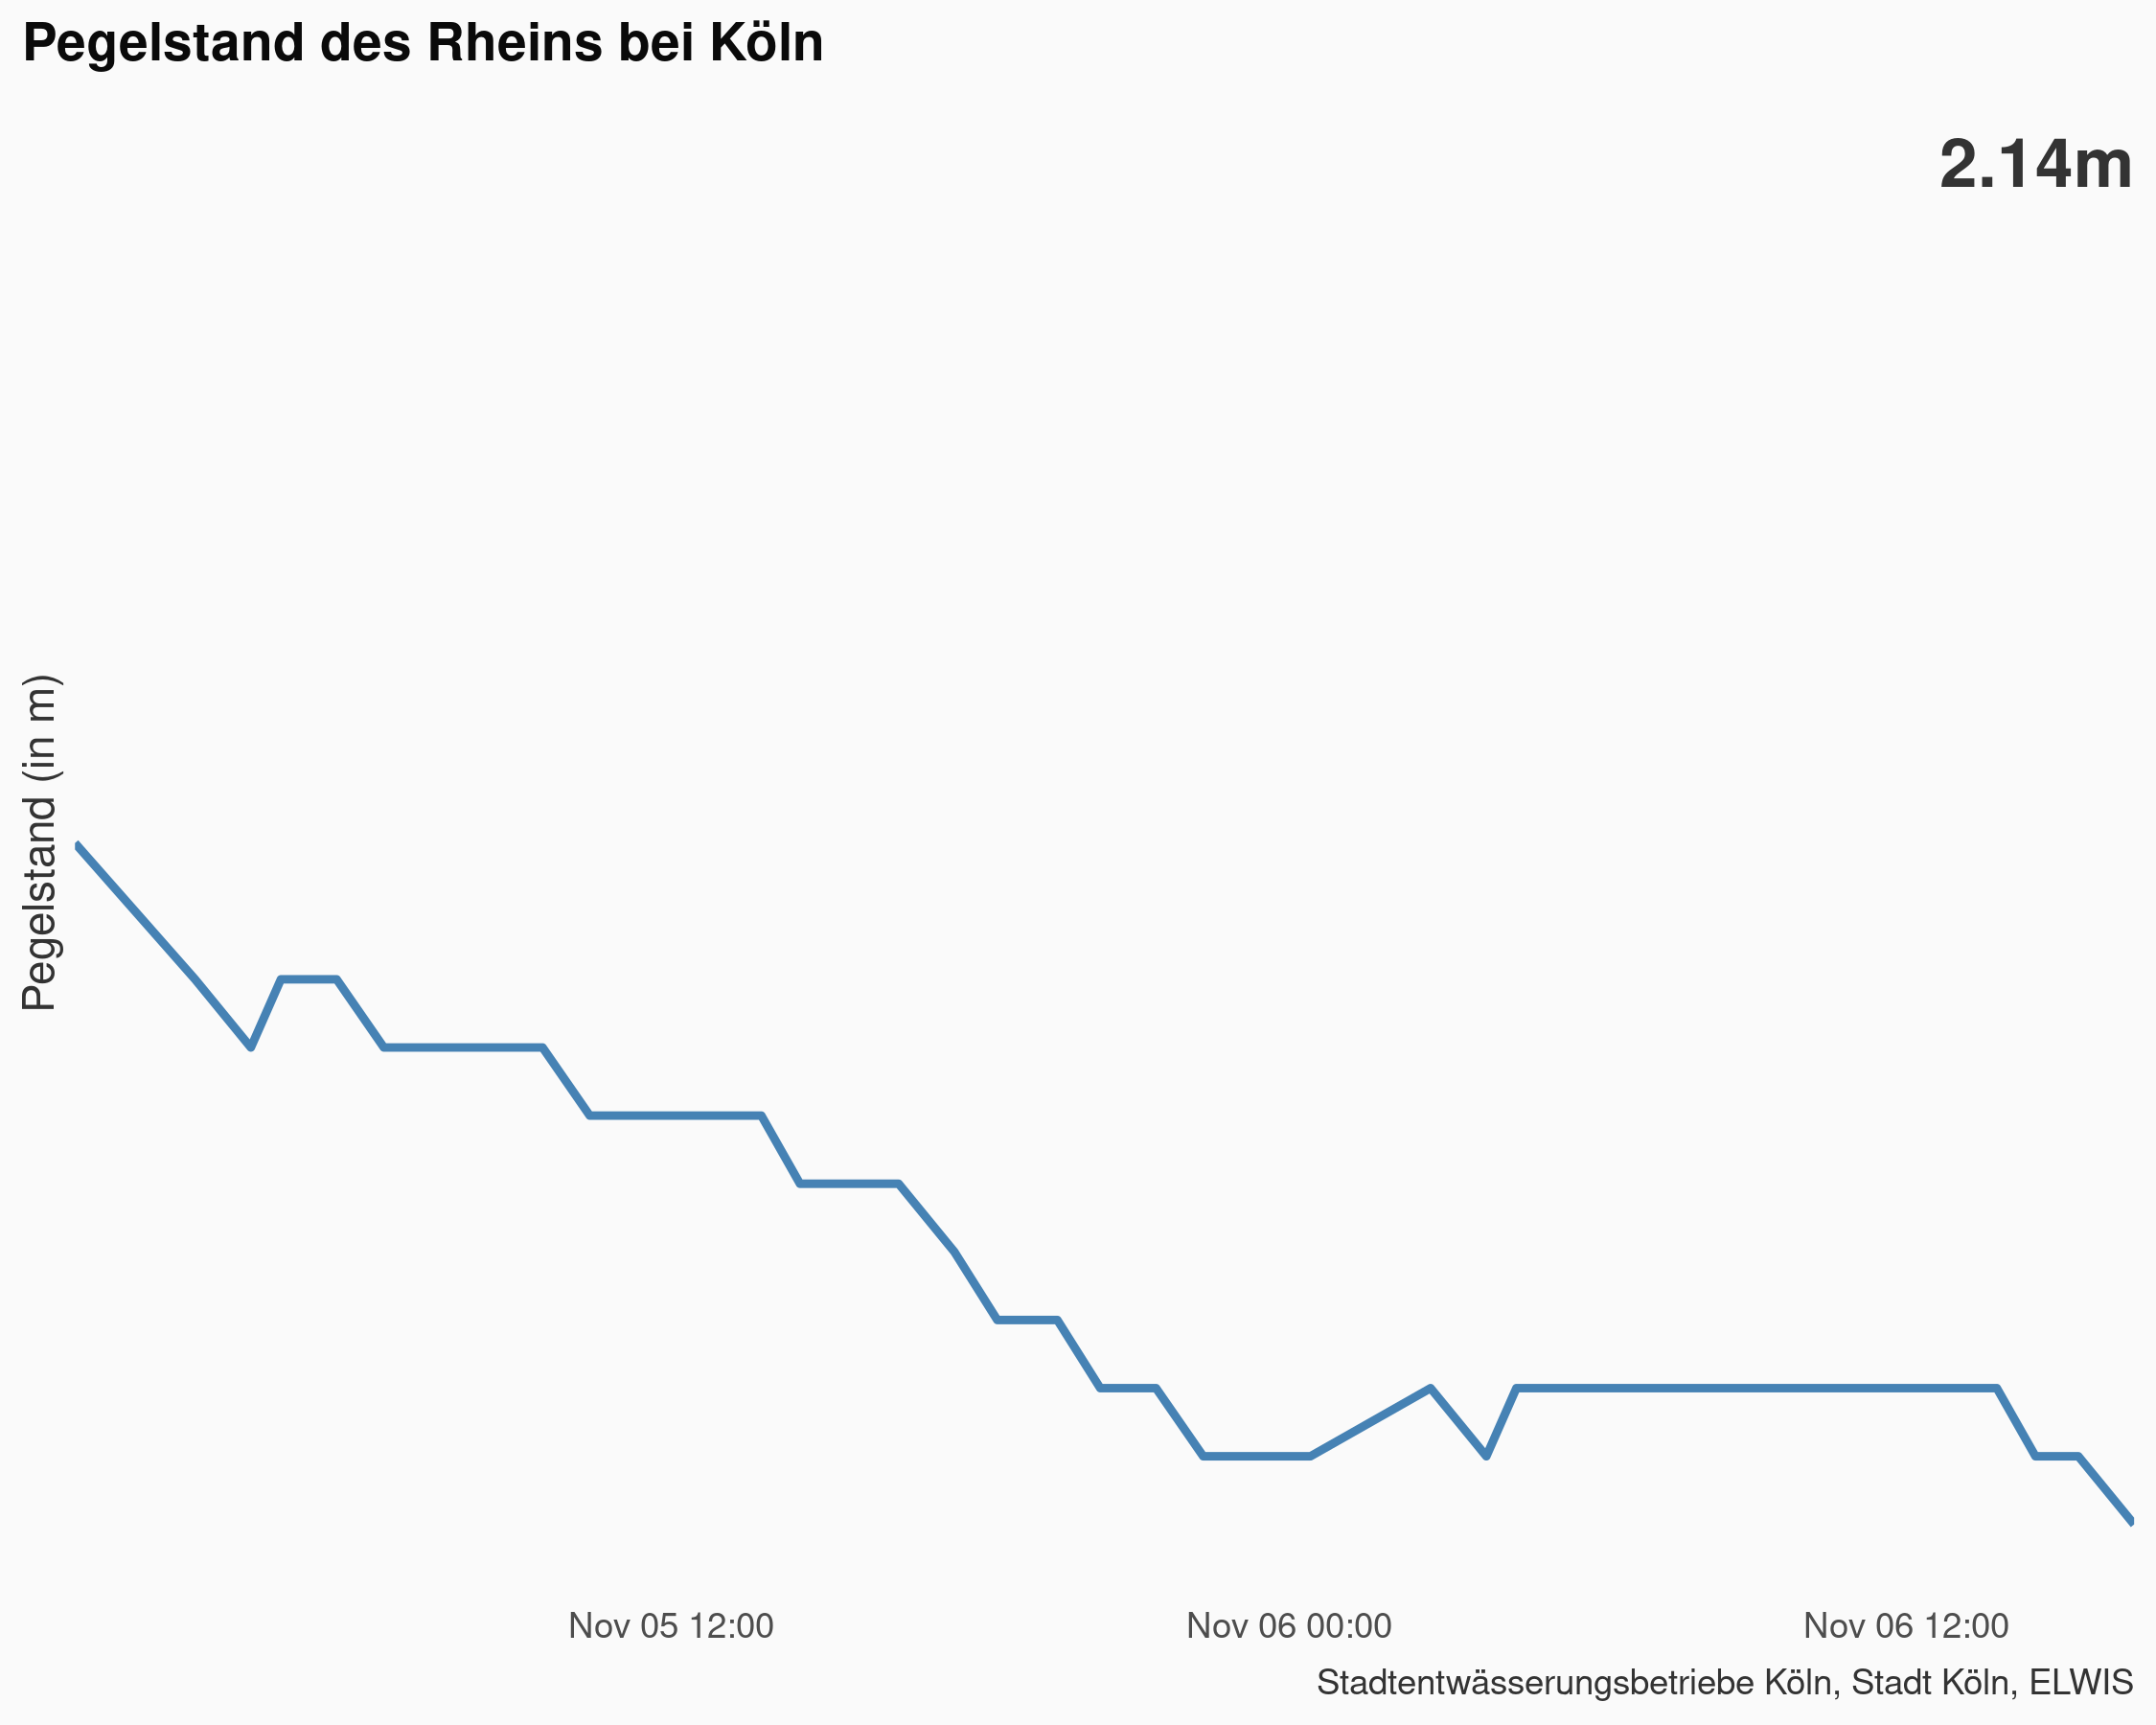 Pegelstand des Rheins bei Köln
2.14m
Pegelstand (in m)
Nov 05 12:00
Nov 06 00:00
Nov 06 12:00
Stadtentwässerungsbetriebe Köln, Stadt Köln, ELWIS